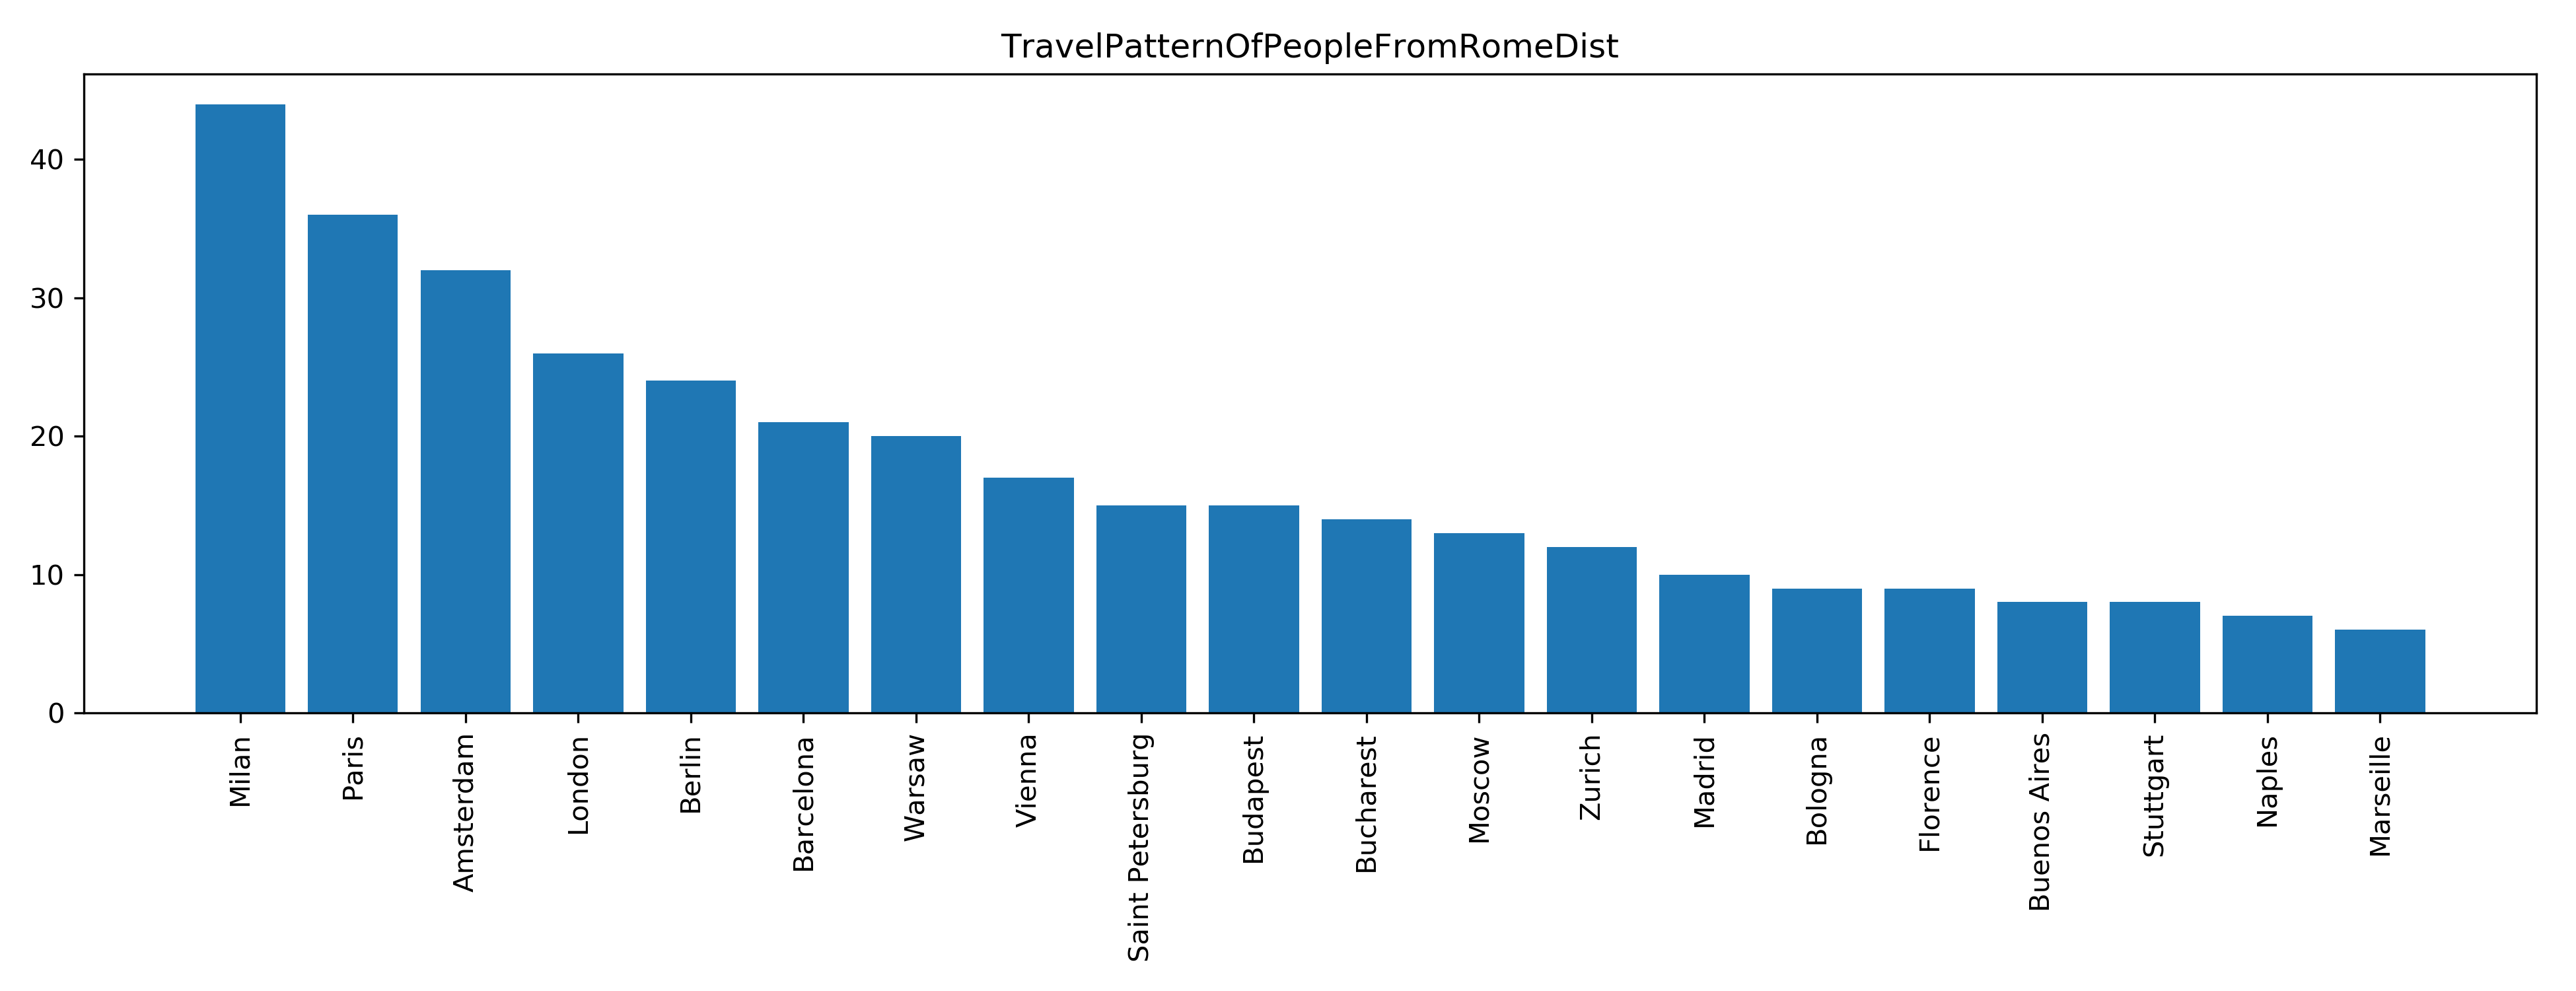 TravelPatternOfPeopleFromRomeDist
40
30
20
10
0
Milan
Paris
Amsterdam
London
Berlin
Barcelona
Warsaw
Vienna
Saint Petersburg
Budapest
Bucharest
Moscow
Zurich
Madrid
Bologna
Florence
Buenos Aires
Stuttgart
Naples
Marseille